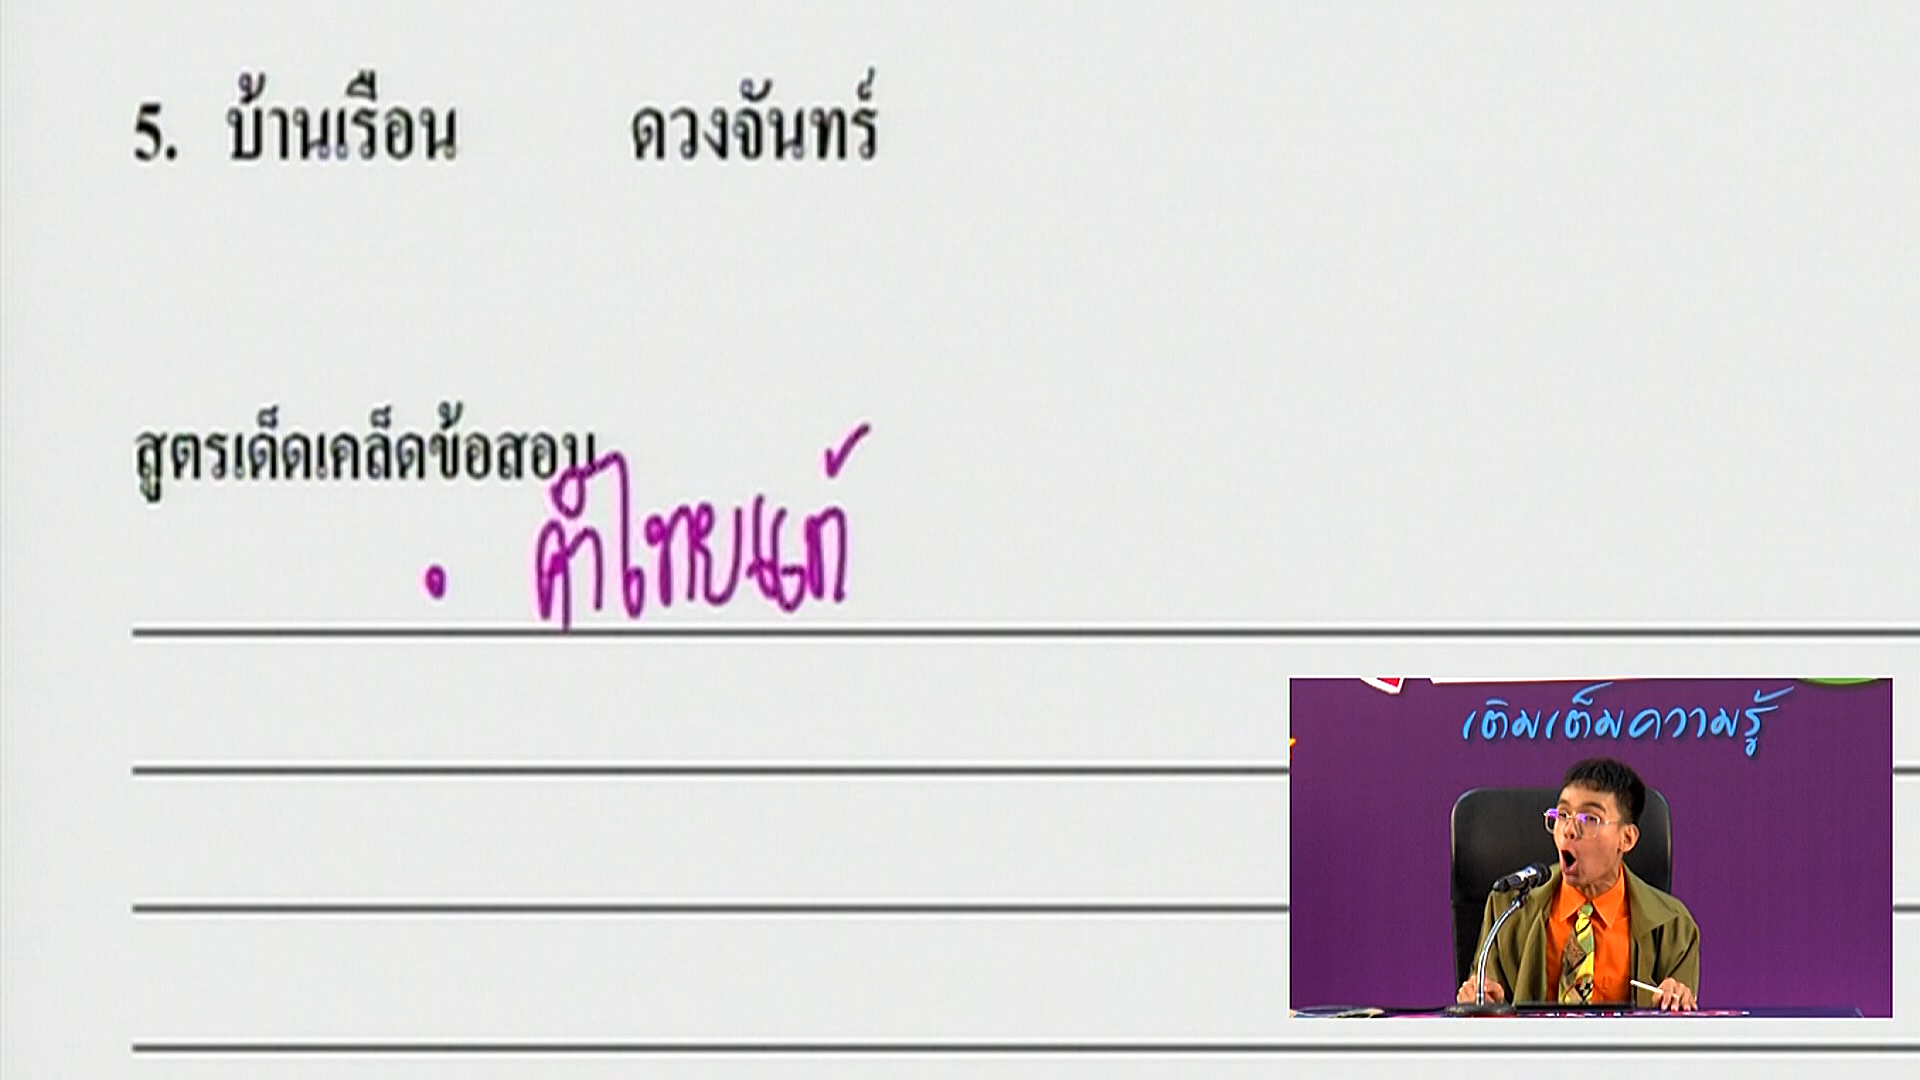 5. บ้านเรือน ดวงจันทร์
สูตรเด็ดเคล็ดข้อสอบ
• คำไทยแท้
เติมเต็มความรู้